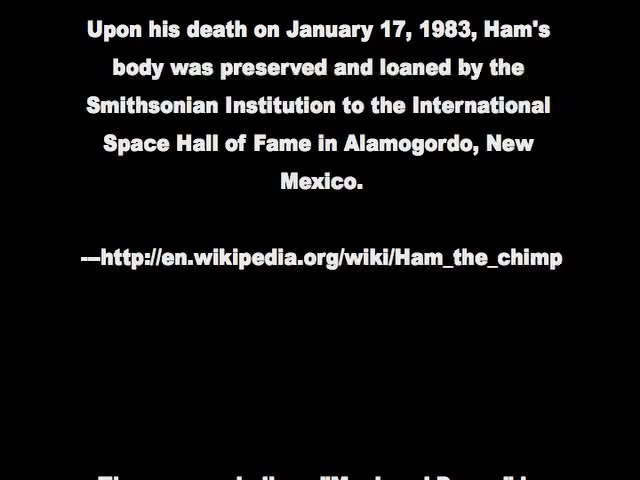 Upon his death on January 17, 1983, Ham's
body was preserved and loaned by the
Smithsonian Institution to the International
Space Hall of Fame in Alamogordo, New
Mexico.
---http://en.wikipedia.org/wiki/Ham_the_chimp